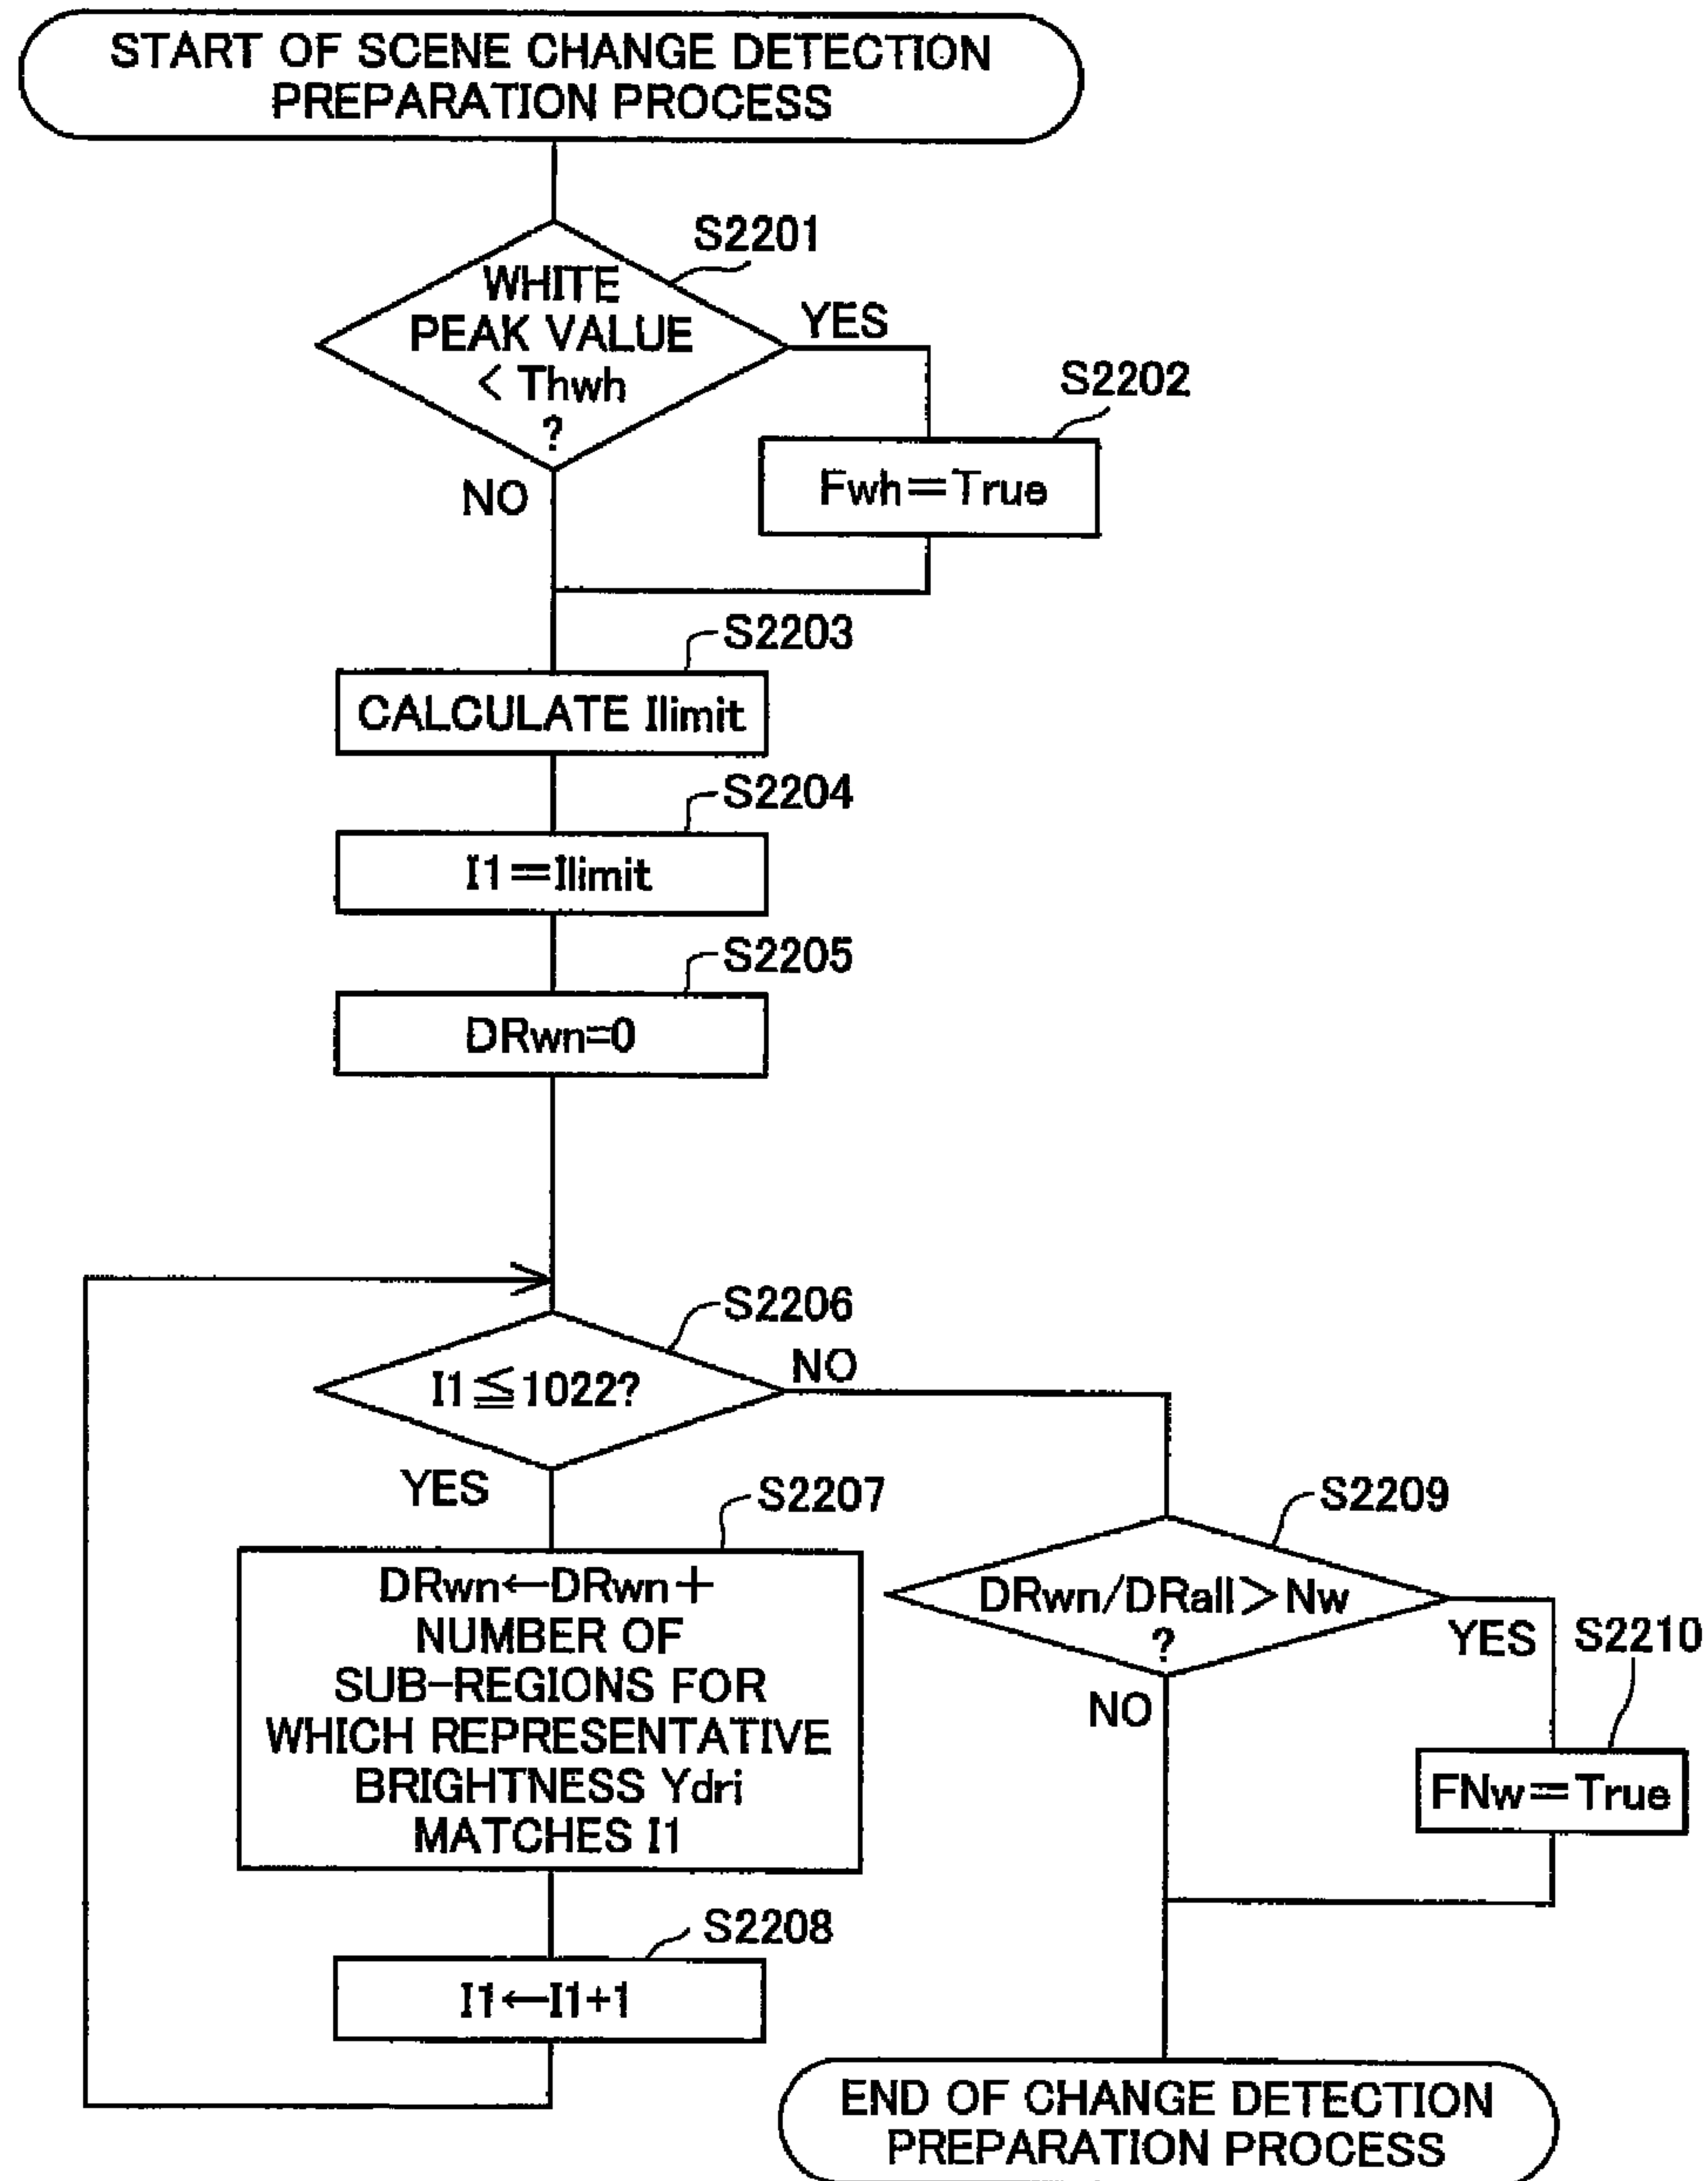 START OF SCENE CHANGE DETECTION
PREPARATION PROCESS
S2201
WHITE
PEAK VALUE
< Thwh
?
YES
S2202
Fwh=True
NO
S2203
CALCULATE Ilimit
S2204
I1=Ilimit
S2205
DRwn=0
S2206
I1≦1022?
NO
YES
S2207
DRwn←DRwn+
NUMBER OF
SUB-REGIONS FOR
WHICH REPRESENTATIVE
BRIGHTNESS Ydri
MATCHES I1
S2208
I1←I1+1
S2209
DRwn/DRall>Nw
?
YES
S2210
FNw=True
NO
END OF CHANGE DETECTION
PREPARATION PROCESS